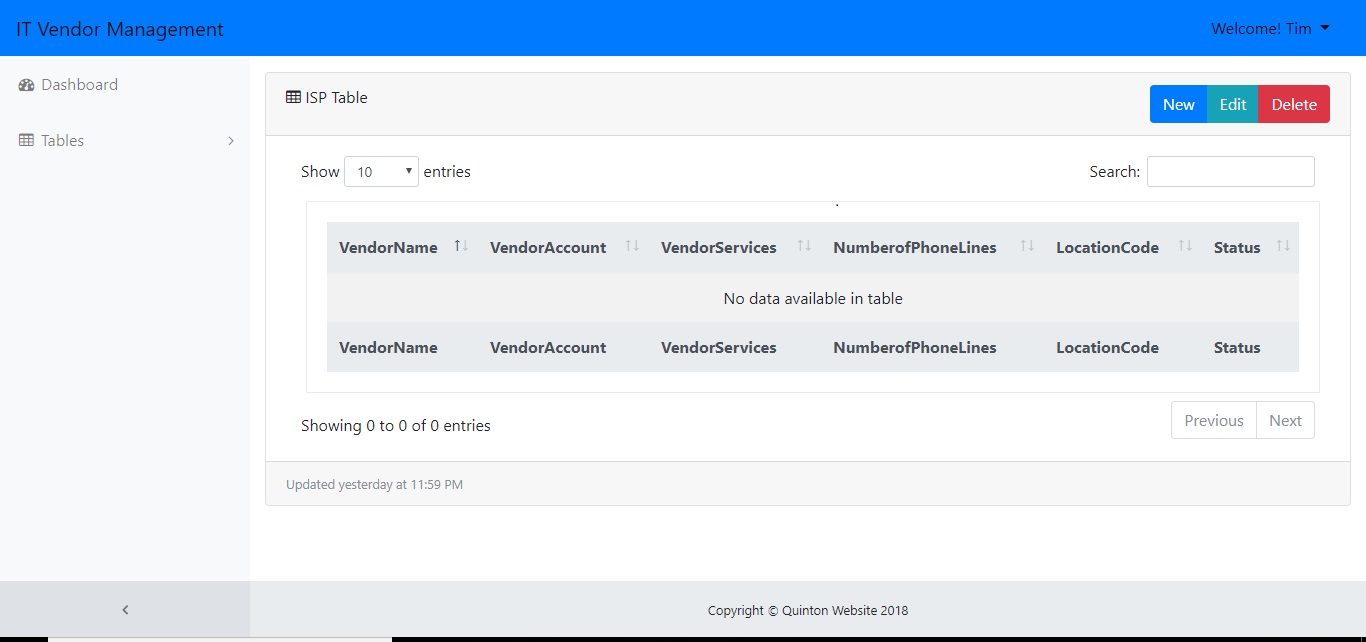 IT Vendor Management
Welcome! Tim
Dashboard
Tables
ISP Table
New Edit Delete
Show 10 entries
Search:
.
VendorName VendorAccount VendorServices NumberofPhoneLines LocationCode Status
No data available in table
VendorName VendorAccount VendorServices NumberofPhoneLines LocationCode Status
Showing 0 to 0 of 0 entries
Previous Next
Updated yesterday at 11:59 PM
Copyright © Quinton Website 2018